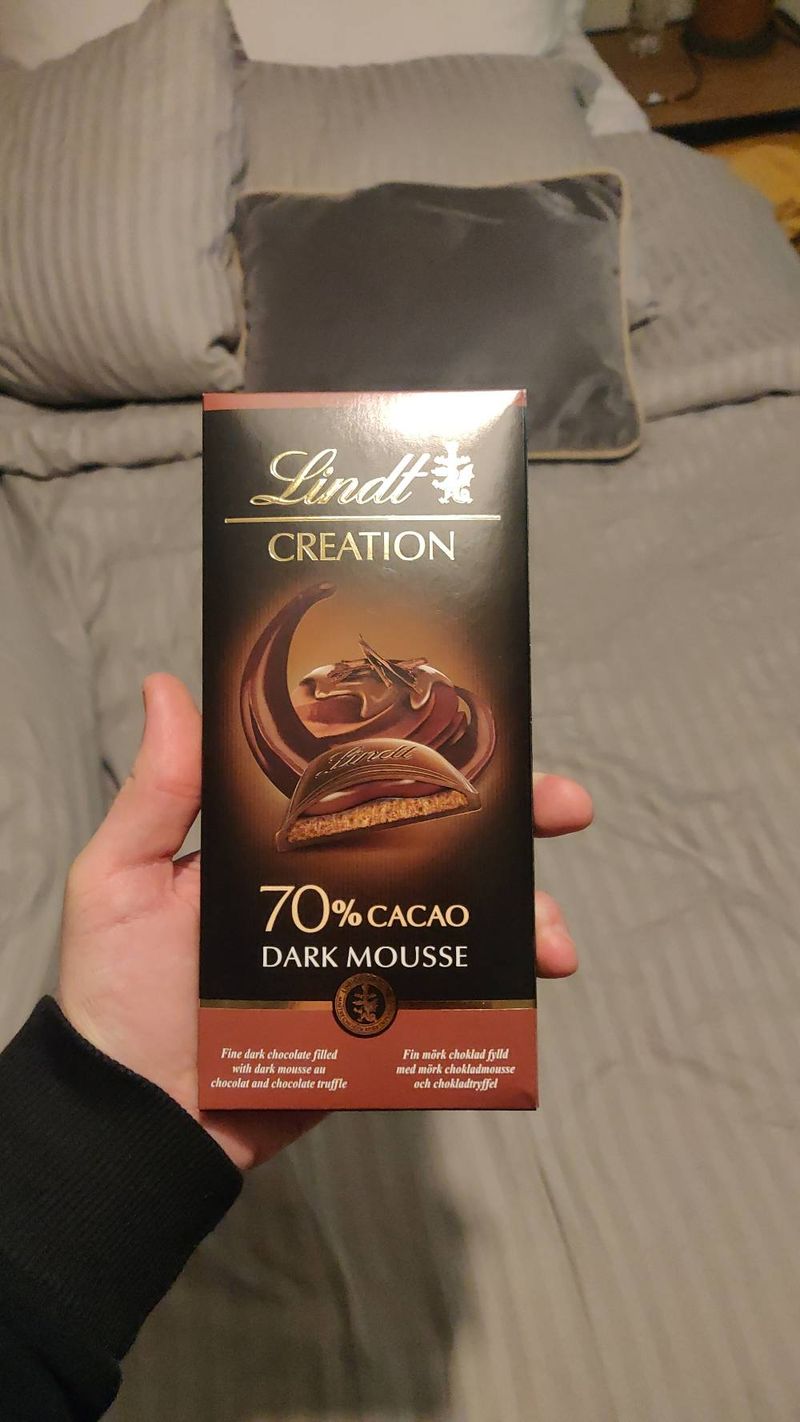 Lindt
CREATION
Lindt
70% CACAO
DARK MOUSSE
Fine dark chocolate filled
with dark mousse au
chocolat and chocolate truffle
Fin mörk choklad fylld
med mörk chokladmousse
och chokladtryffel